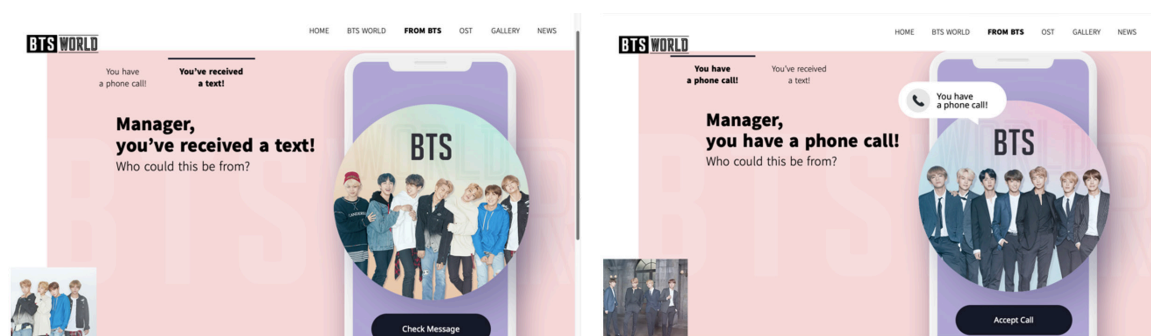 BTS WORLD
HOME BTS WORLD FROM BTS OST GALLERY NEWS
You have
a phone call!
You've received
a text!
Manager,
you've received a text!
Who could this be from?
BTS
Check Message
BTS WORLD
HOME BTS WORLD FROM BTS OST GALLERY NEWS
You have
a phone call!
You've received
a text!
You have
a phone call!
Manager,
you have a phone call!
Who could this be from?
BTS
Accept Call